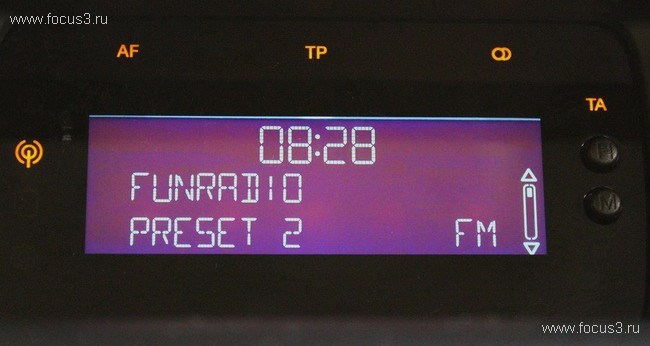 www.focus3.ru
AF TP
TA
08:28
FUNRADIO
H
PRESET 2 FM
M
www.focus3.ru